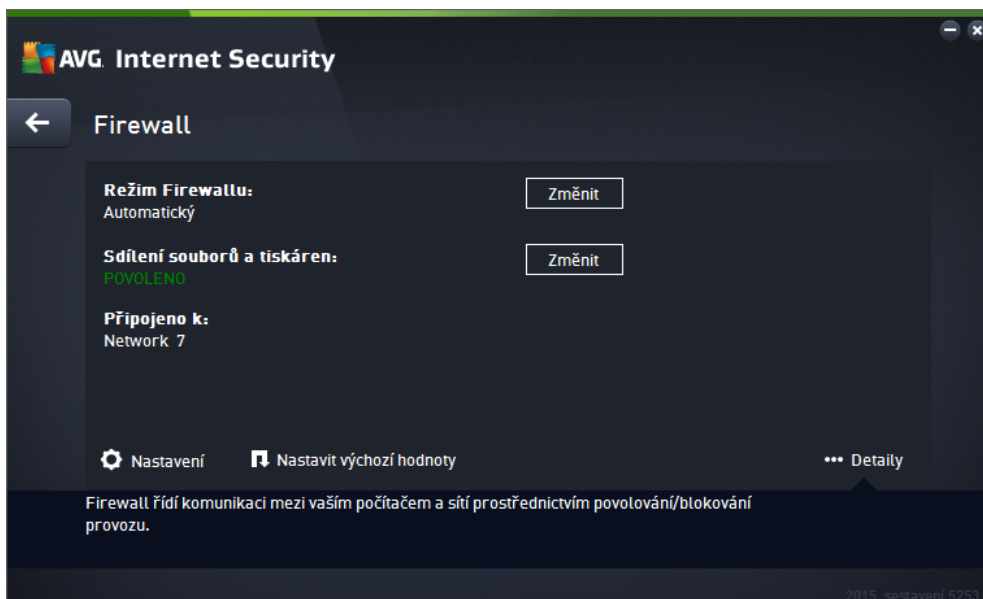 AVG. Internet Security
Firewall
Režim Firewallu:
Automatický
Změnit
Sdílení souborů a tiskáren:
POVOLENO
Změnit
Připojeno k:
Network 7
Nastavení
Nastavit výchozí hodnoty
••• Detaily
Firewall řídí komunikaci mezi vaším počítačem a sítí prostřednictvím povolování/blokování
provozu.
2015, sestavení 5253